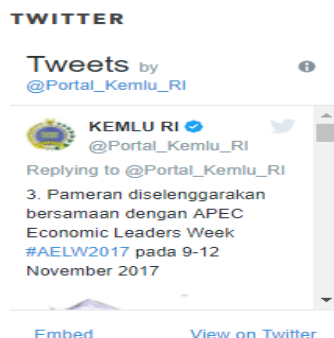 TWITTER
Tweets by
@Portal_Kemlu_RI
KEMLU RI
@Portal_Kemlu_RI
Replying to @Portal_Kemlu_RI
3. Pameran diselenggarakan
bersamaan dengan APEC
Economic Leaders Week
#AELW2017 pada 9-12
November 2017
Embed View on Twitter